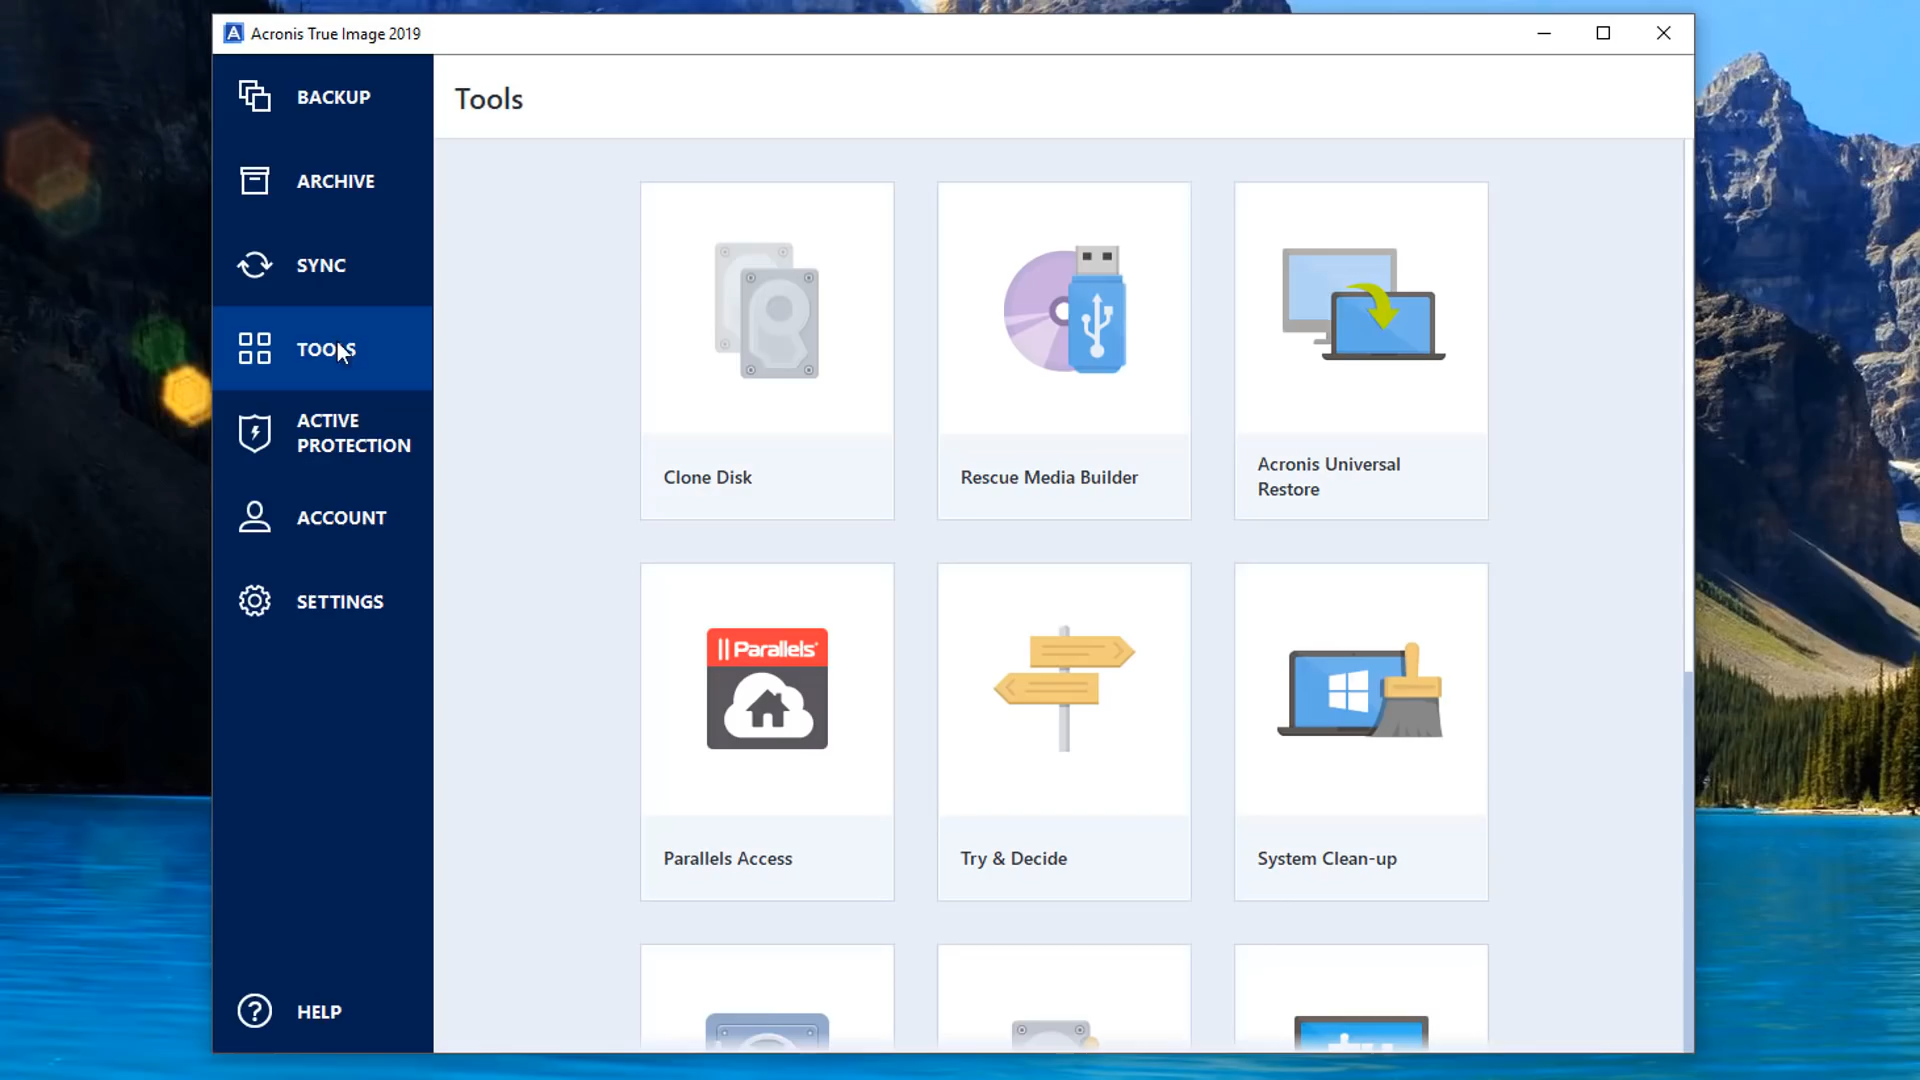 Acronis True Image 2019
BACKUP
ARCHIVE
SYNC
TOOLS
ACTIVE
PROTECTION
ACCOUNT
SETTINGS
HELP
Tools
Clone Disk
Rescue Media Builder
Acronis Universal
Restore
Parallels
Parallels Access
Try & Decide
System Clean-up